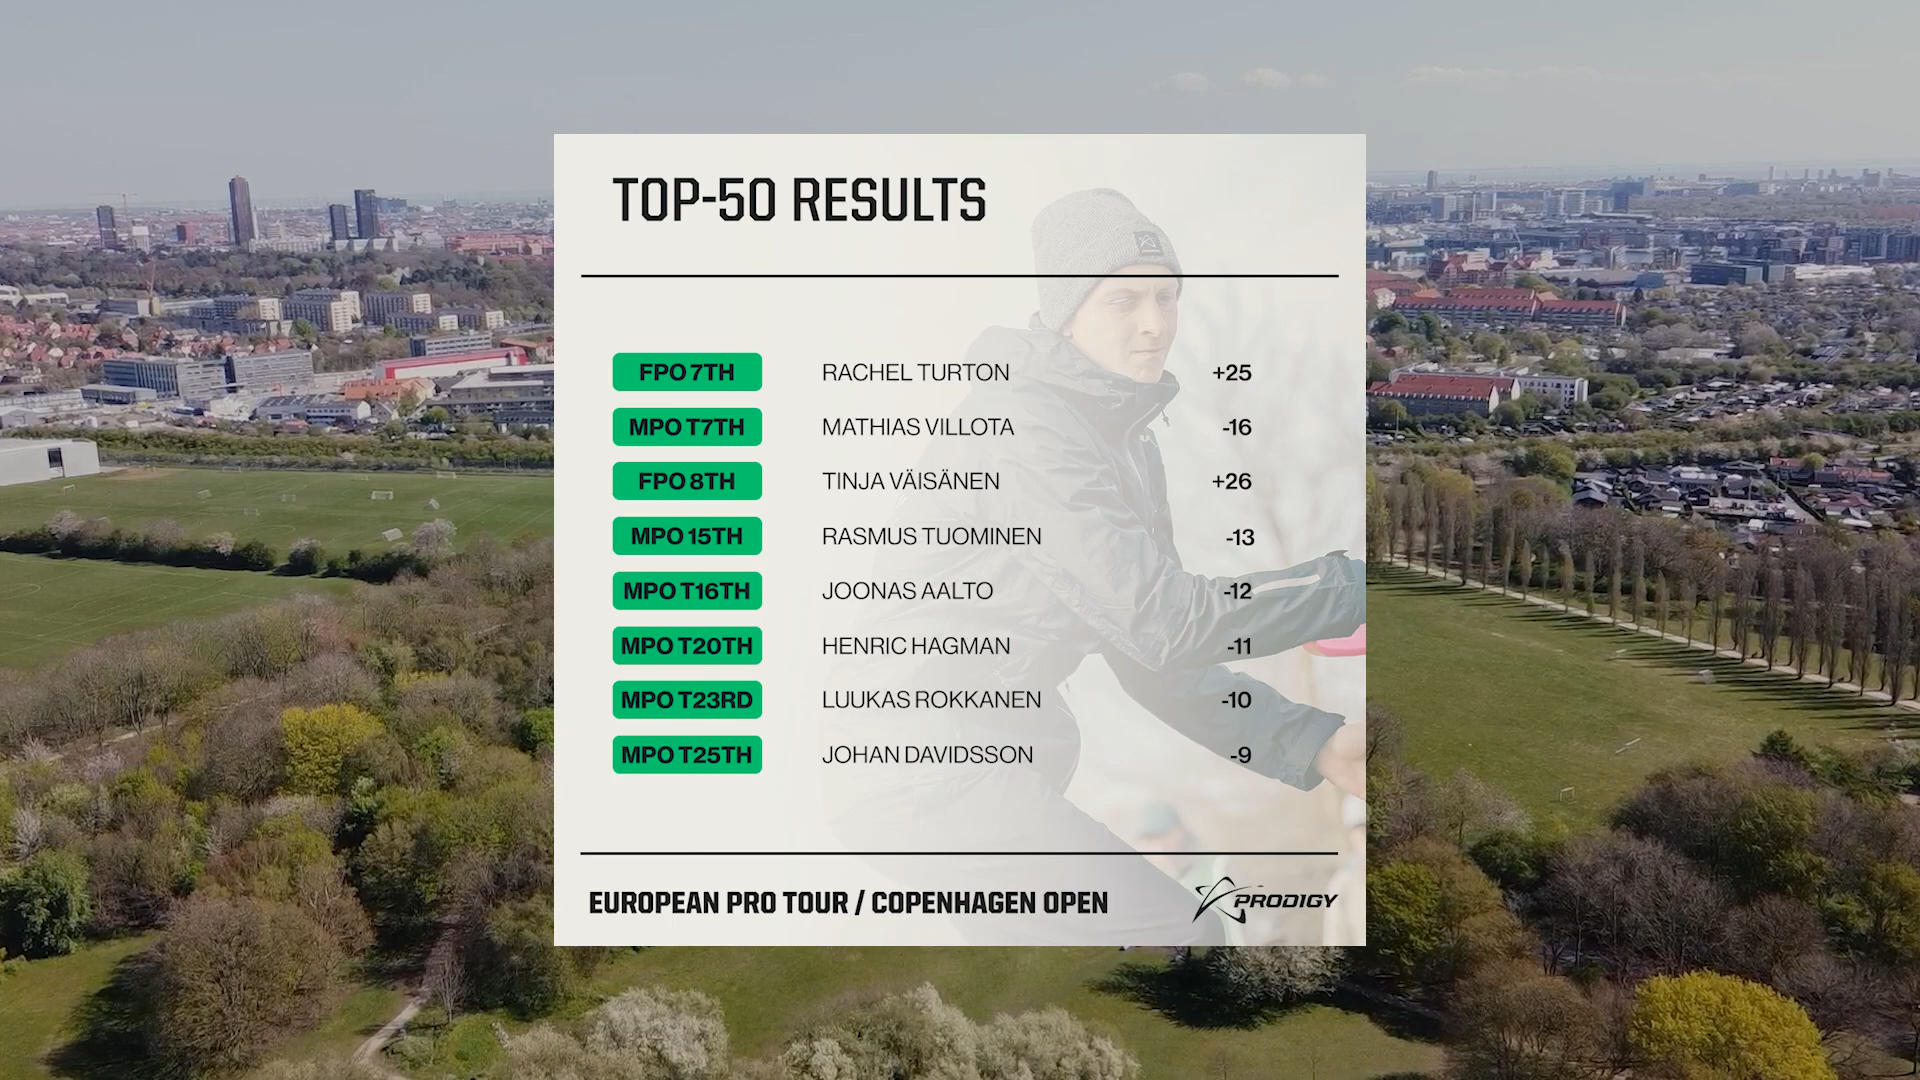 TOP-50 RESULTS
FPO 7TH RACHEL TURTON +25
MPO T7TH MATHIAS VILLOTA -16
FPO 8TH TINJA VÄISÄNEN +26
MPO 15TH RASMUS TUOMINEN -13
MPO T16TH JOONAS AALTO -12
MPO T20TH HENRIC HAGMAN -11
MPO T23RD LUUKAS ROKKANEN -10
MPO T25TH JOHAN DAVIDSSON -9
EUROPEAN PRO TOUR / COPENHAGEN OPEN PRODIGY